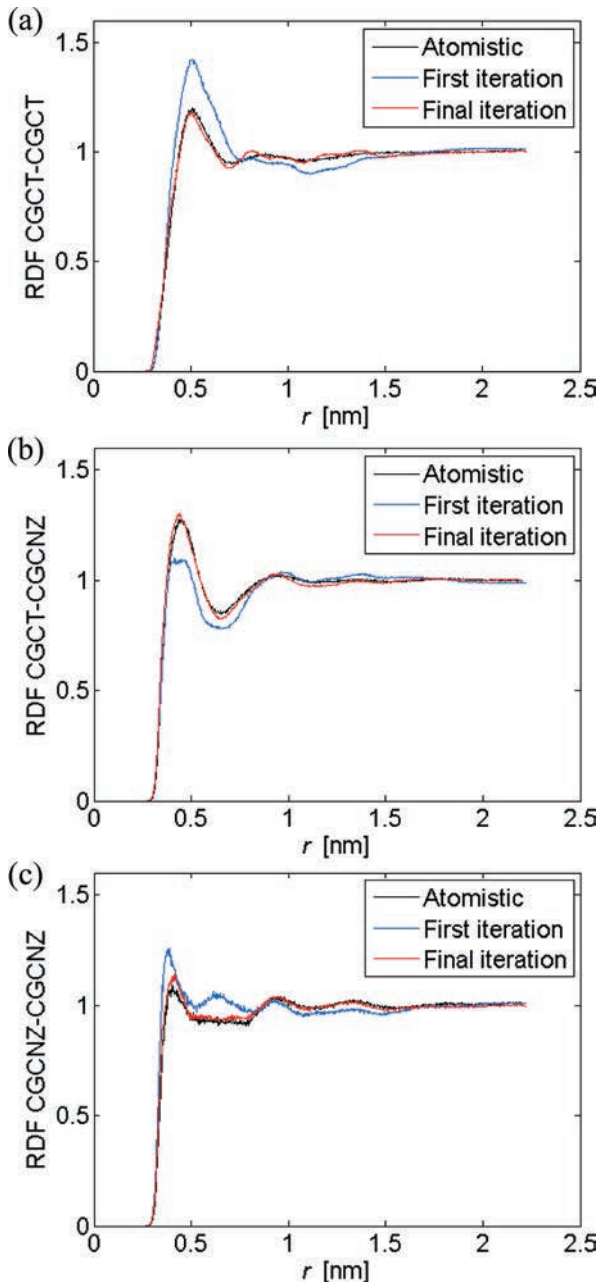 (a)
1.5
1
0.5
0
RDF CGCT-CGCT
Atomistic
First iteration
Final iteration
0 0.5 1 1.5 2 2.5
r [nm]
(b)
1.5
1
0.5
0
RDF CGCT-CGCNZ
Atomistic
First iteration
Final iteration
0 0.5 1 1.5 2 2.5
r [nm]
(c)
1.5
1
0.5
0
RDF CGCNZ-CGCNZ
Atomistic
First iteration
Final iteration
0 0.5 1 1.5 2 2.5
r [nm]